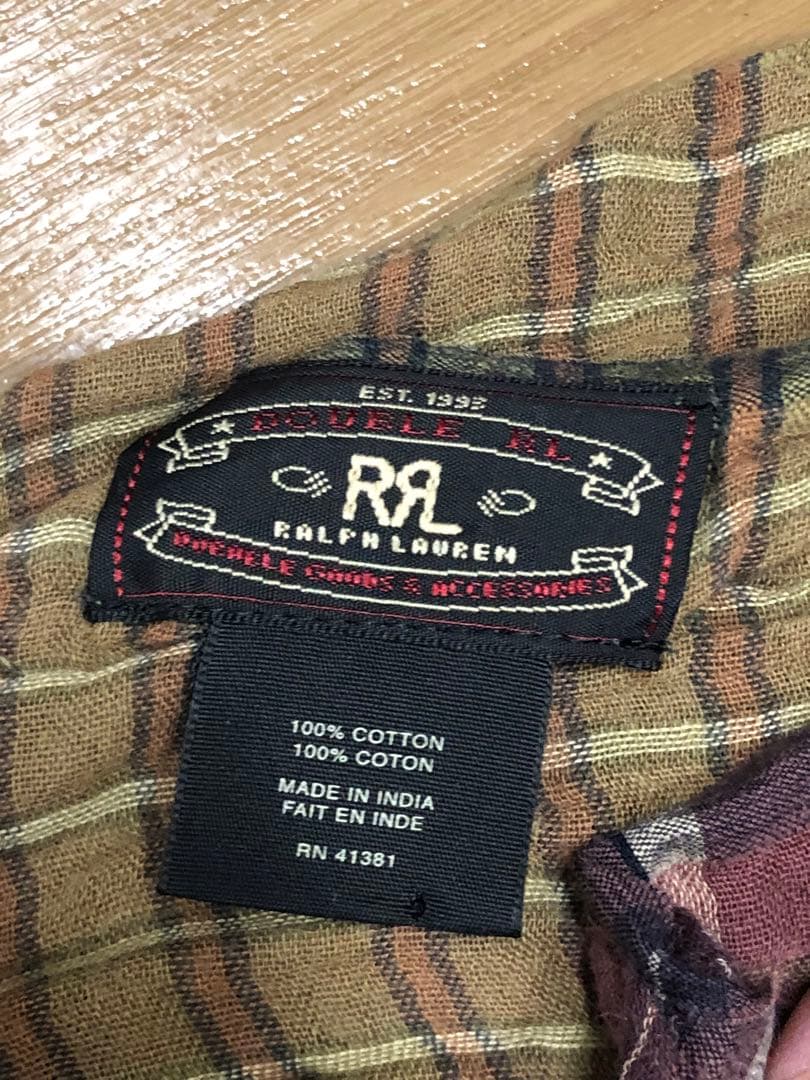 EST. 1993
DOUBLE RL
RRL
RALPH LAUREN
DUCHELE GOODS & ACCESSORIES
100% COTTON
100% COTON
MADE IN INDIA
FAIT EN INDE
RN 41381